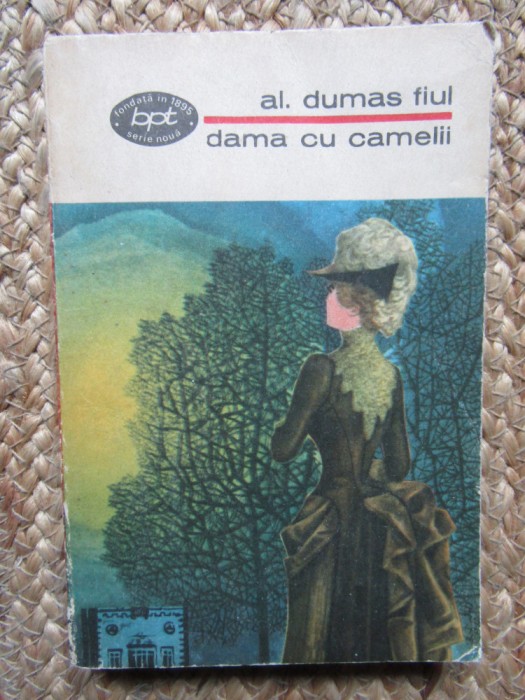 fondată în 1895
bpt
serie nouă
al. dumas fiul
dama cu camelii